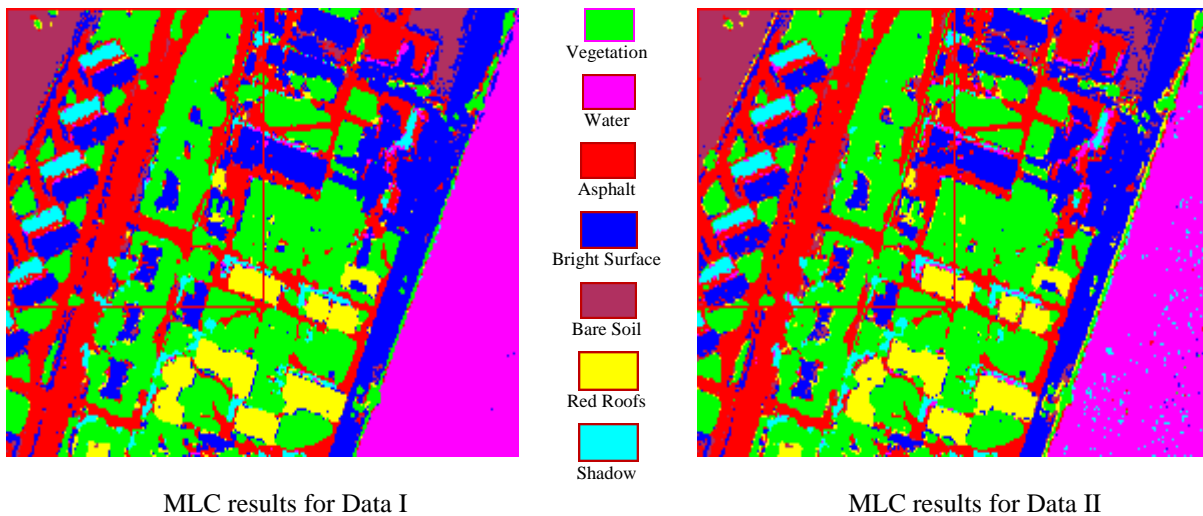 Vegetation
Water
Asphalt
Bright Surface
Bare Soil
Red Roofs
Shadow
MLC results for Data I
MLC results for Data II